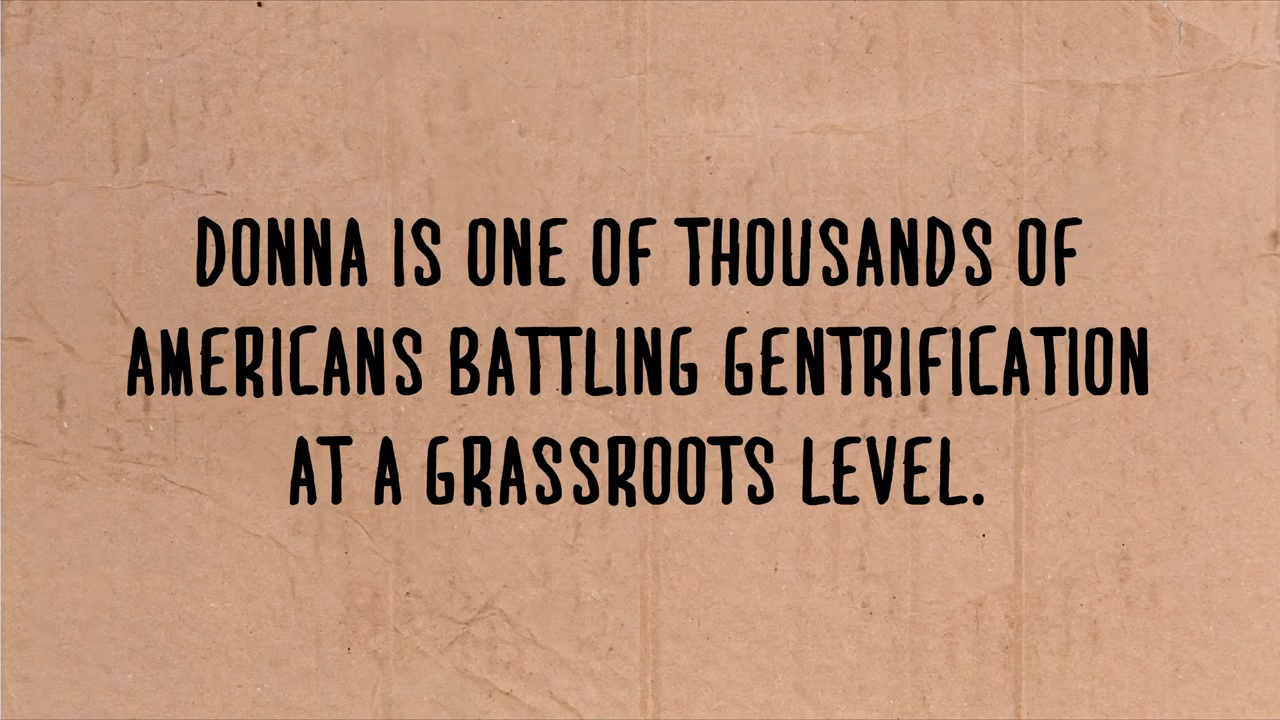 DONNA IS ONE OF THOUSANDS OF
AMERICANS BATTLING GENTRIFICATION
AT A GRASSROOTS LEVEL.